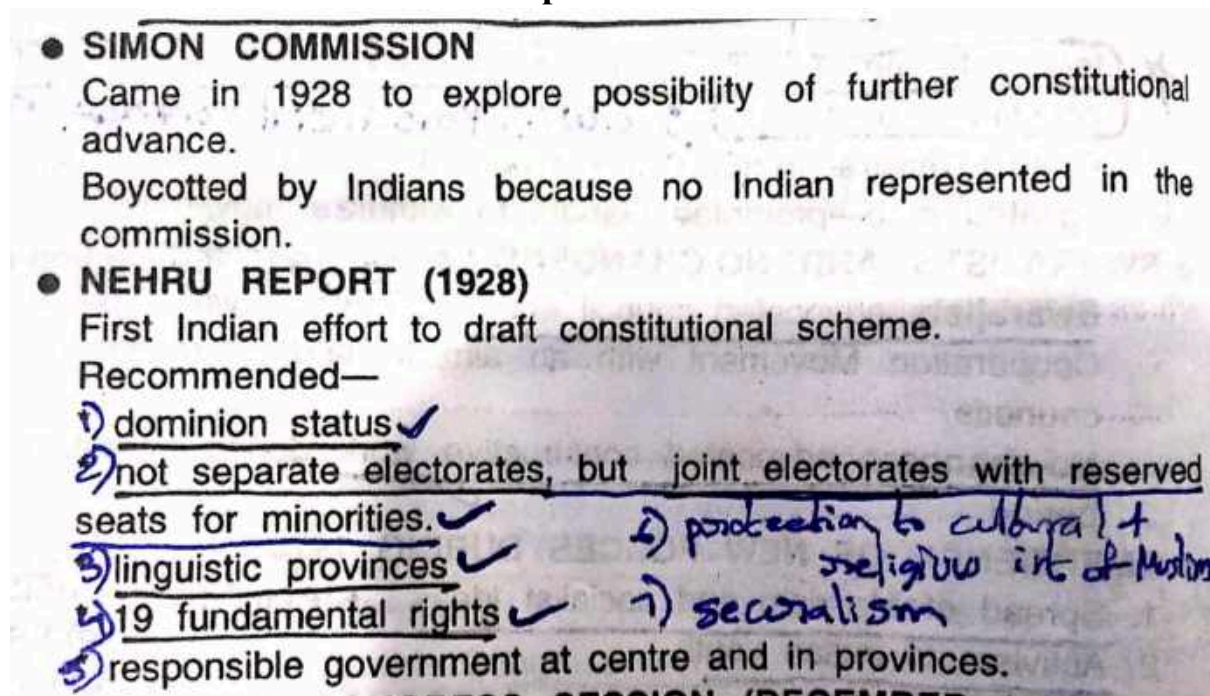 ● SIMON COMMISSION
Came in 1928 to explore possibility of further constitutional
advance.
Boycotted by Indians because no Indian represented in the
commission.
● NEHRU REPORT (1928)
First Indian effort to draft constitutional scheme.
Recommended—
1) dominion status ✓
2) not separate electorates, but joint electorates with reserved
seats for minorities. ✓
6) protection to cultural +
religious int of Muslims
3) linguistic provinces ✓
4) 19 fundamental rights ✓ 7) secularism
5) responsible government at centre and in provinces.
SESSION (DECEMBER